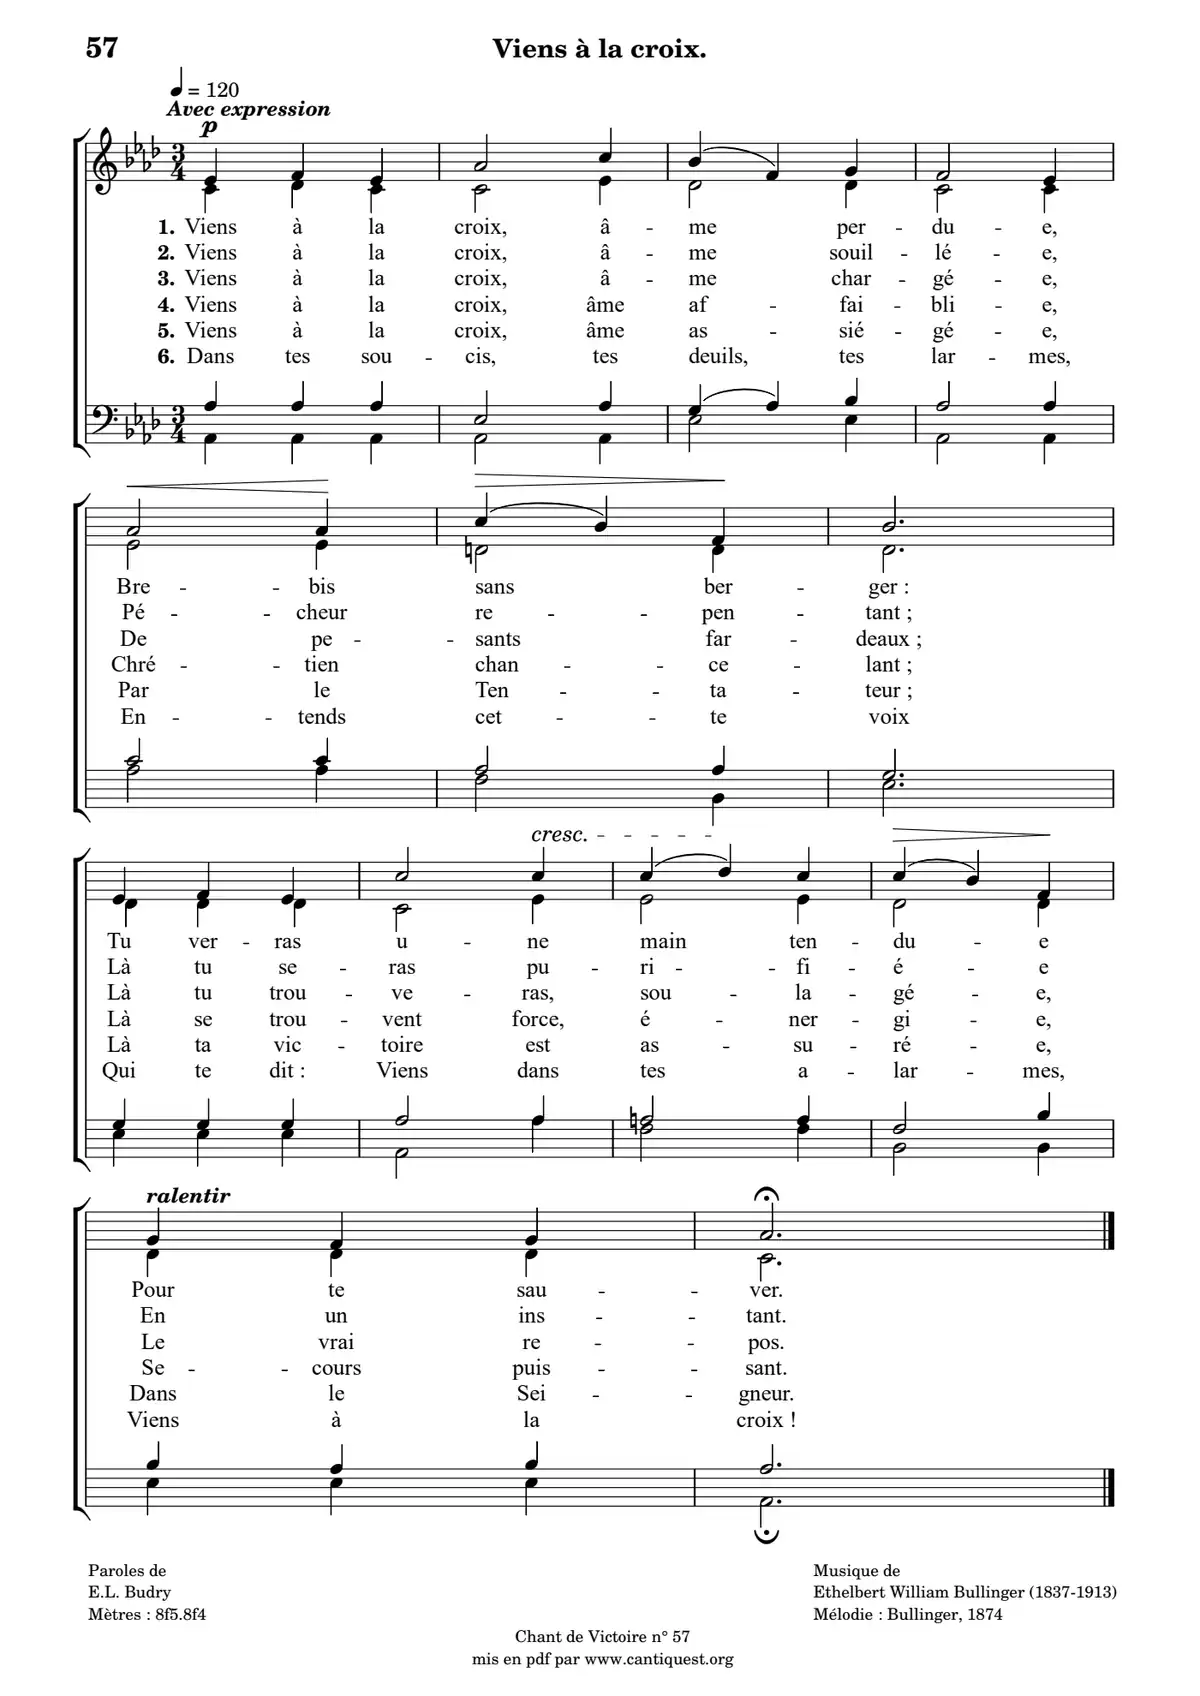 57
Viens à la croix.
= 120
Avec expression
p
1. Viens à la croix, â - me per - du - e,
2. Viens à la croix, â - me souil - lé - e,
3. Viens à la croix, â - me char - gé - e,
4. Viens à la croix, âme af - fai - bli - e,
5. Viens à la croix, âme as - sié - gé - e,
6. Dans tes sou - cis, tes deuils, tes lar - mes,
Bre - bis sans ber - ger :
Pé - cheur re - pen - tant ;
De pe - sants far - deaux ;
Chré - tien chan - ce - lant ;
Par le Ten - ta - teur ;
En - tends cet - te voix
cresc.
Tu ver - ras u - ne main ten - du - e
Là tu se - ras pu - ri - fi - é - e
Là tu trou - ve - ras, sou - la - gé - e,
Là se trou - vent force, é - ner - gi - e,
Là ta vic - toire est as - su - ré - e,
Qui te dit : Viens dans tes a - lar - mes,
ralentir
Pour te sau - ver.
En un ins - tant.
Le vrai re - pos.
Se - cours puis - sant.
Dans le Sei - gneur.
Viens à la croix !
Paroles de
E.L. Budry
Mètres : 8f5.8f4
Musique de
Ethelbert William Bullinger (1837-1913)
Mélodie : Bullinger, 1874
Chant de Victoire n° 57
mis en pdf par www.cantiquest.org